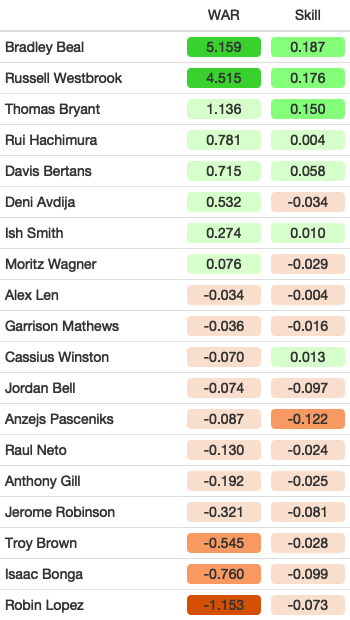 WAR Skill
Bradley Beal 5.159 0.187
Russell Westbrook 4.515 0.176
Thomas Bryant 1.136 0.150
Rui Hachimura 0.781 0.004
Davis Bertans 0.715 0.058
Deni Avdija 0.532 -0.034
Ish Smith 0.274 0.010
Moritz Wagner 0.076 -0.029
Alex Len -0.034 -0.004
Garrison Mathews -0.036 -0.016
Cassius Winston -0.070 0.013
Jordan Bell -0.074 -0.097
Anzejs Pasceniks -0.087 -0.122
Raul Neto -0.130 -0.024
Anthony Gill -0.192 -0.025
Jerome Robinson -0.321 -0.081
Troy Brown -0.545 -0.028
Isaac Bonga -0.760 -0.099
Robin Lopez -1.153 -0.073